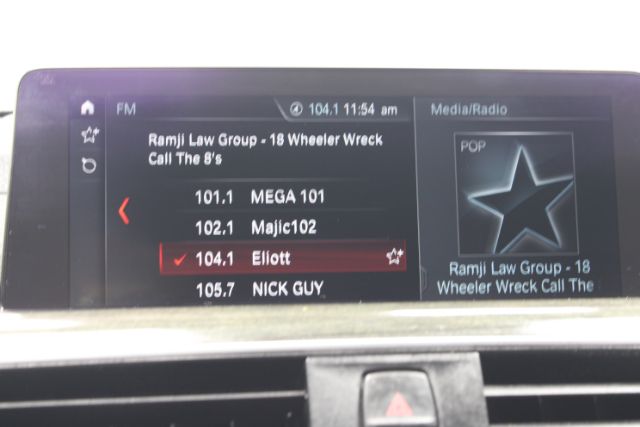 FM
104.1 11:54 am
Media/Radio
Ramji Law Group - 18 Wheeler Wreck
Call The 8's
101.1 MEGA 101
102.1 Majic102
104.1 Eliott
105.7 NICK GUY
POP
Ramji Law Group - 18
Wheeler Wreck Call The